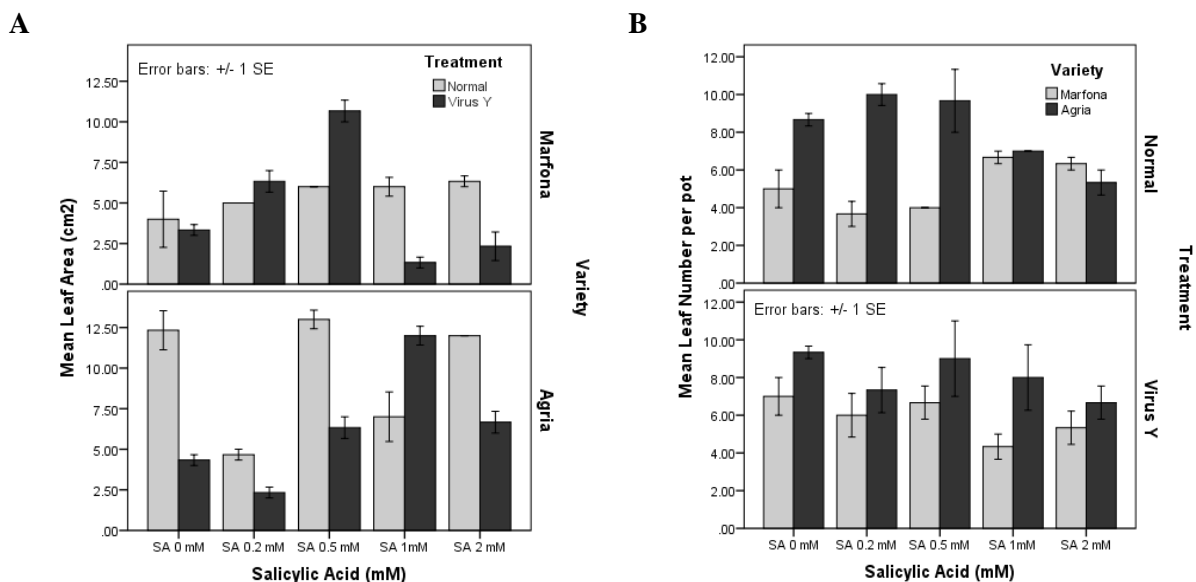 A
Mean Leaf Area (cm2)
Error bars: +/- 1 SE
Treatment
Normal
Virus Y
12.50
10.00
7.50
5.00
2.50
.00
Marfona
12.50
10.00
7.50
5.00
2.50
.00
Agria
Variety
SA 0 mM
SA 0.2 mM
SA 0.5 mM
SA 1mM
SA 2 mM
Salicylic Acid (mM)
B
Mean Leaf Number per pot
Variety
Marfona
Agria
12.00
10.00
8.00
6.00
4.00
2.00
.00
Normal
Error bars: +/- 1 SE
12.00
10.00
8.00
6.00
4.00
2.00
.00
Virus Y
Treatment
SA 0 mM
SA 0.2 mM
SA 0.5 mM
SA 1mM
SA 2 mM
Salicylic Acid (mM)